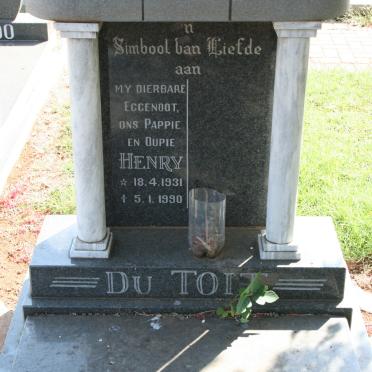 'n
Simbool van Liefde
aan
MY DIERBARE
EGGENOOT,
ONS PAPPIE
EN OUPIE
HENRY
* 18.4.1931
† 5.1.1990
DU TOIT